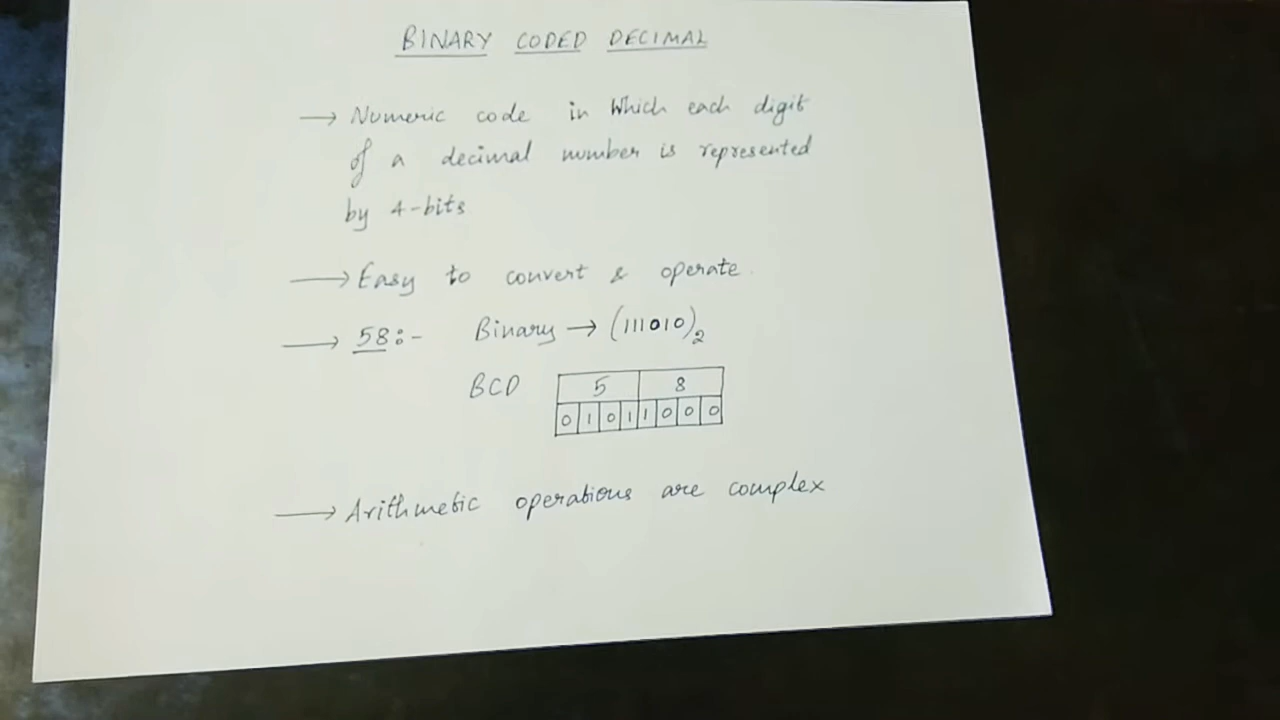 BINARY CODED DECIMAL
→ Numeric code in Which each digit
of a decimal number is represented
by 4-bits
→ Easy to convert & operate
→ 58:- Binary → (111010)₂
BCD 5 8
0 1 0 1 1 0 0 0
→ Arithmetic operations are complex